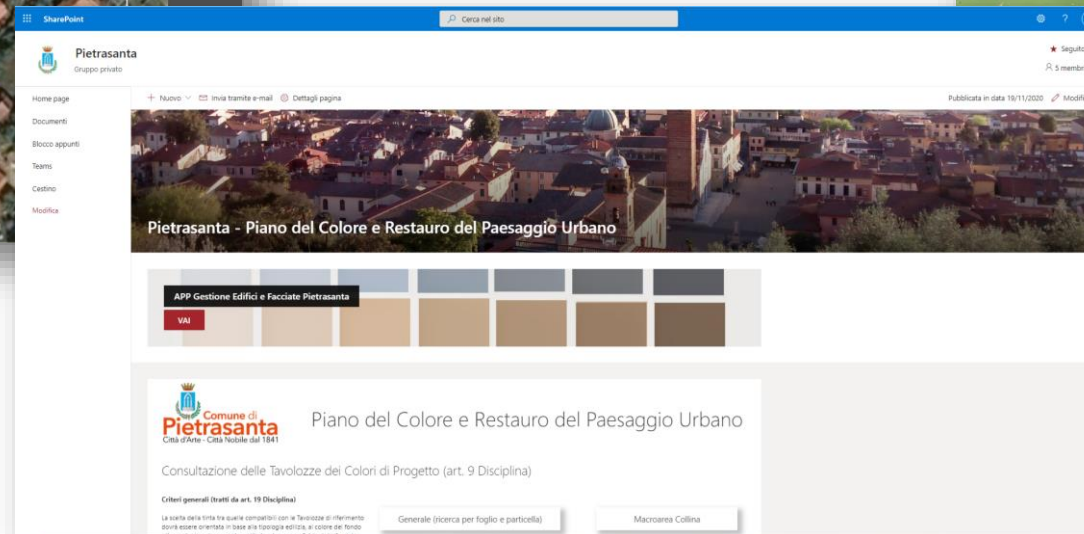 SharePoint
Cerca nel sito
?
Pietrasanta
Gruppo privato
Seguito
5 membri
Home page
Documenti
Blocco appunti
Teams
Cestino
Modifica
+ Nuovo Invia tramite e-mail Dettagli pagina
Pubblicata in data 19/11/2020 Modifi
Pietrasanta - Piano del Colore e Restauro del Paesaggio Urbano
APP Gestione Edifici e Facciate Pietrasanta
VAI
Comune di
Pietrasanta
Città d'Arte - Città Nobile dal 1841
Piano del Colore e Restauro del Paesaggio Urbano
Consultazione delle Tavolozze dei Colori di Progetto (art. 9 Disciplina)
Criteri generali (tratti da art. 19 Disciplina)
La scelta della tinta tra quelle compatibili con le Tavolozze di riferimento
dovrà essere orientata in base alla tipologia edilizia, al colore del fondo
Generale (ricerca per foglio e particella)
Macroarea Collina